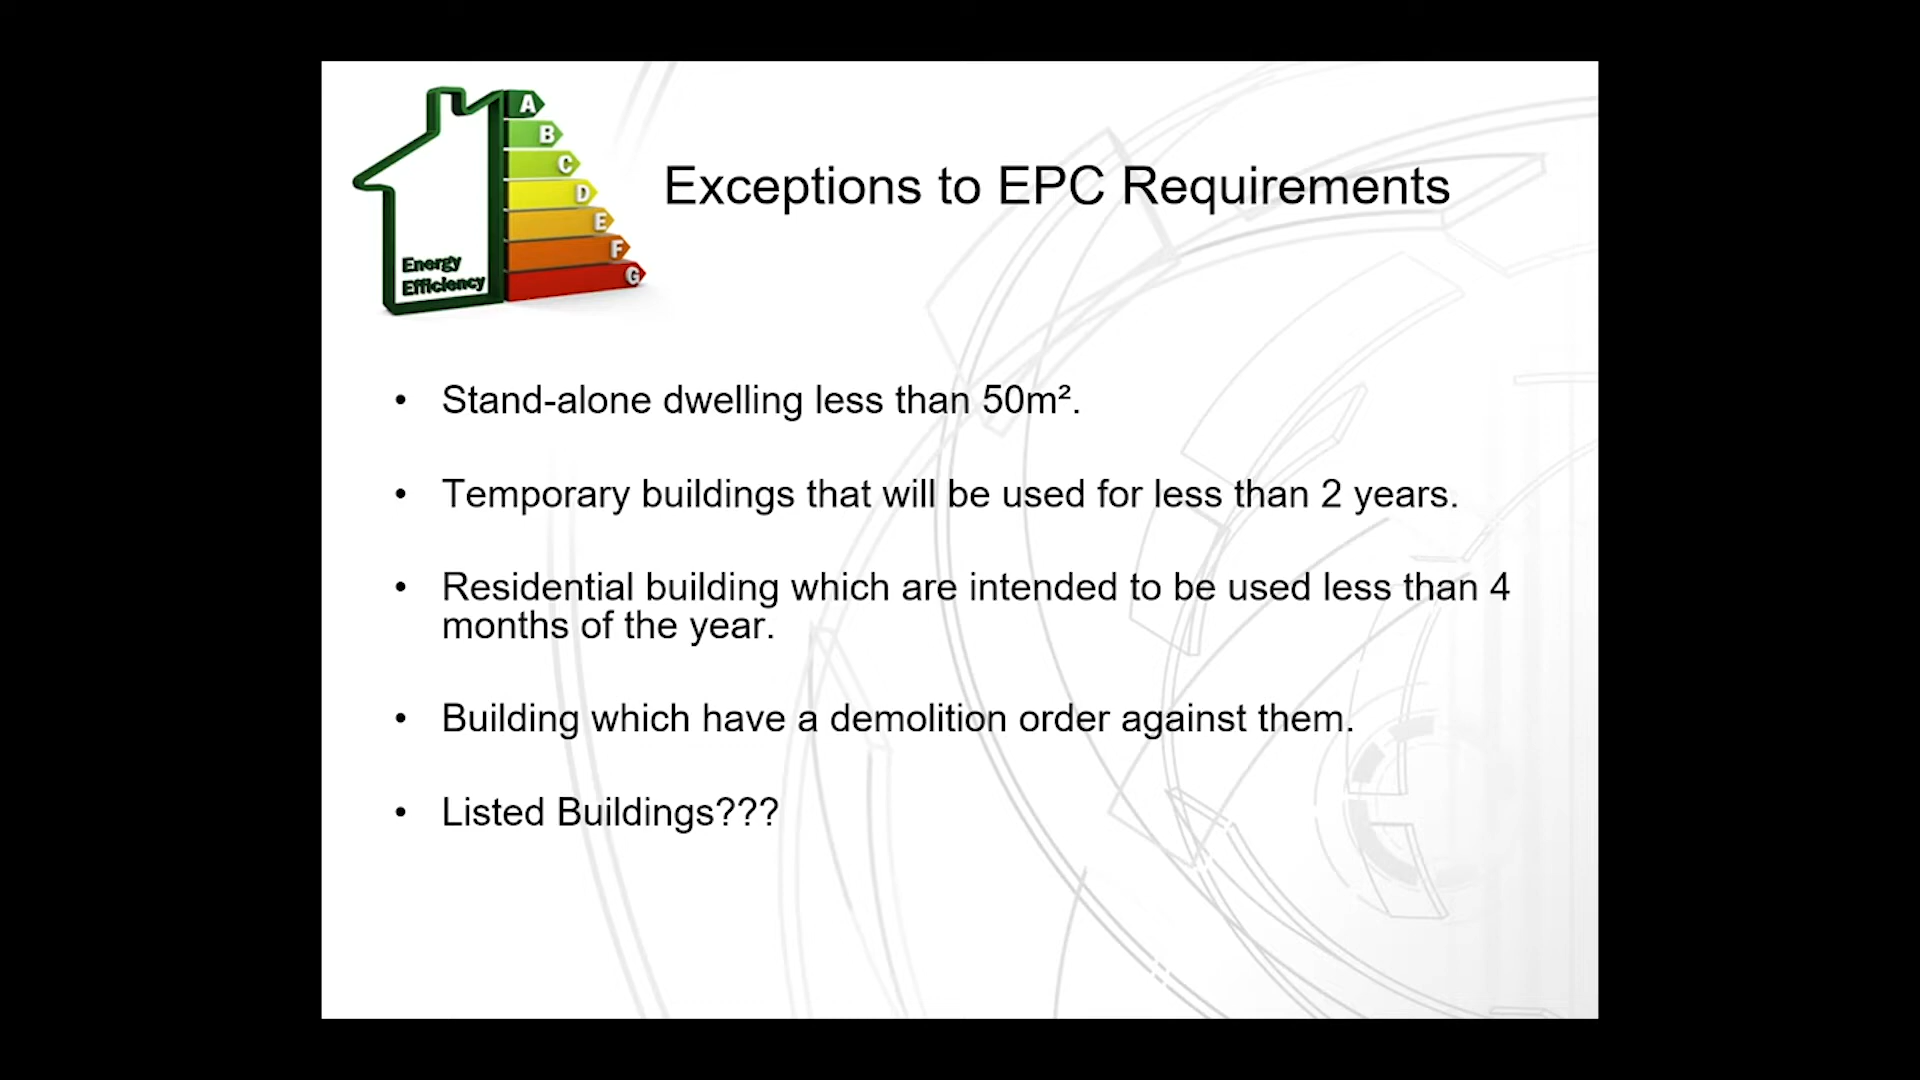 A
B
C
D
E
F
G
Energy
Efficiency
Exceptions to EPC Requirements
• Stand-alone dwelling less than 50m².
• Temporary buildings that will be used for less than 2 years.
• Residential building which are intended to be used less than 4
months of the year.
• Building which have a demolition order against them.
• Listed Buildings???